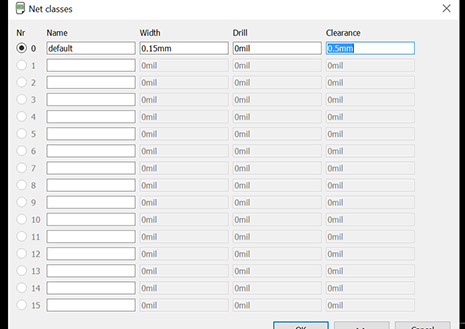 Net classes
Nr Name Width Drill Clearance
0 default 0.15mm 0mil 0.5mm
1 0mil 0mil 0mil
2 0mil 0mil 0mil
3 0mil 0mil 0mil
4 0mil 0mil 0mil
5 0mil 0mil 0mil
6 0mil 0mil 0mil
7 0mil 0mil 0mil
8 0mil 0mil 0mil
9 0mil 0mil 0mil
10 0mil 0mil 0mil
11 0mil 0mil 0mil
12 0mil 0mil 0mil
13 0mil 0mil 0mil
14 0mil 0mil 0mil
15 0mil 0mil 0mil
OK Cancel